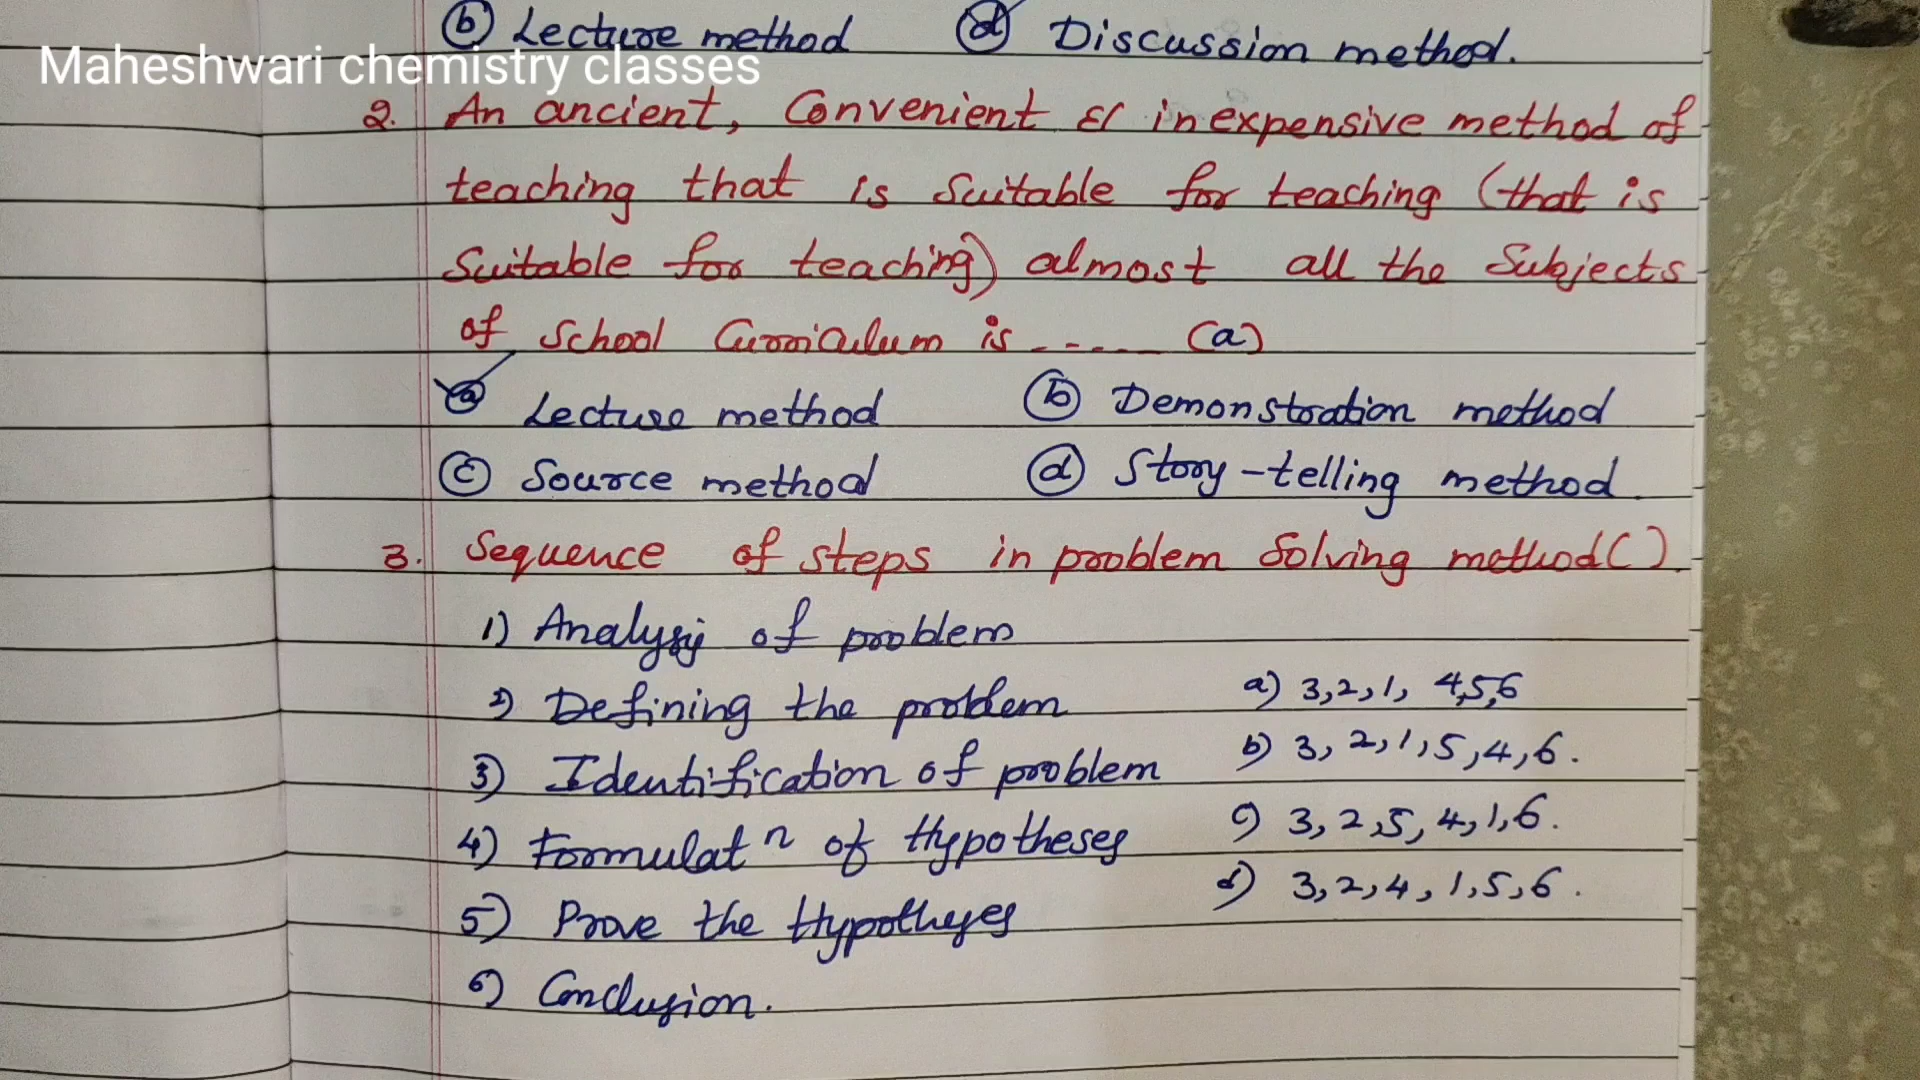 ⓑ Lecture method ⓓ Discussion method.
Maheshwari chemistry classes
2. An ancient, Convenient & inexpensive method of
teaching that is Suitable for teaching (that is
Suitable for teaching) almost all the Subjects
of School Curriculum is ----- (a)
ⓐ Lecture method ⓑ Demonstration method
ⓒ Source method ⓓ Story-telling method.
3. Sequence of steps in problem Solving method( ).
1) Analysis of problem
2) Defining the problem a) 3,2,1, 4,5,6
3) Identification of problem b) 3, 2,1,5,4,6.
4) Formulatn of Hypotheses c) 3, 2,5, 4,1,6.
5) Prove the Hypotheses d) 3,2,4, 1,5,6.
6) Conclusion.